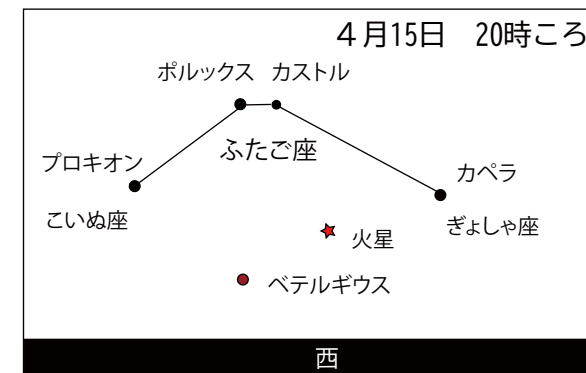 ４月15日　20時ころ
ポルックス　カストル
ふたご座
プロキオン
カペラ
こいぬ座
ぎょしゃ座
火星
ベテルギウス
西